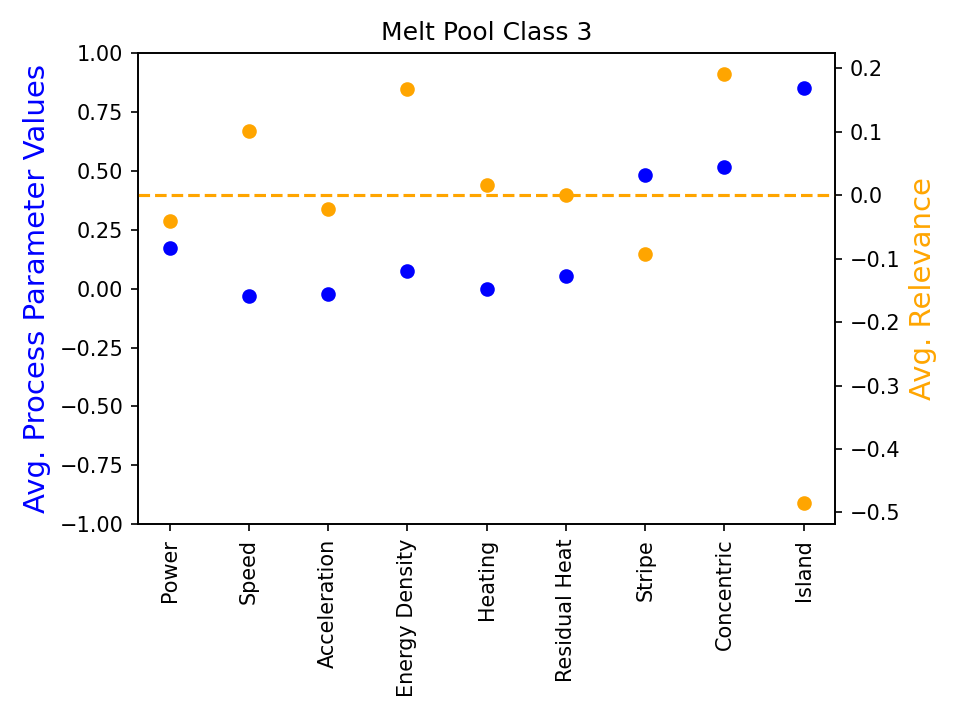 Melt Pool Class 3
Avg. Process Parameter Values
1.00
0.75
0.50
0.25
0.00
−0.25
−0.50
−0.75
−1.00
0.2
0.1
0.0
−0.1
−0.2
−0.3
−0.4
−0.5
Avg. Relevance
Power
Speed
Acceleration
Energy Density
Heating
Residual Heat
Stripe
Concentric
Island